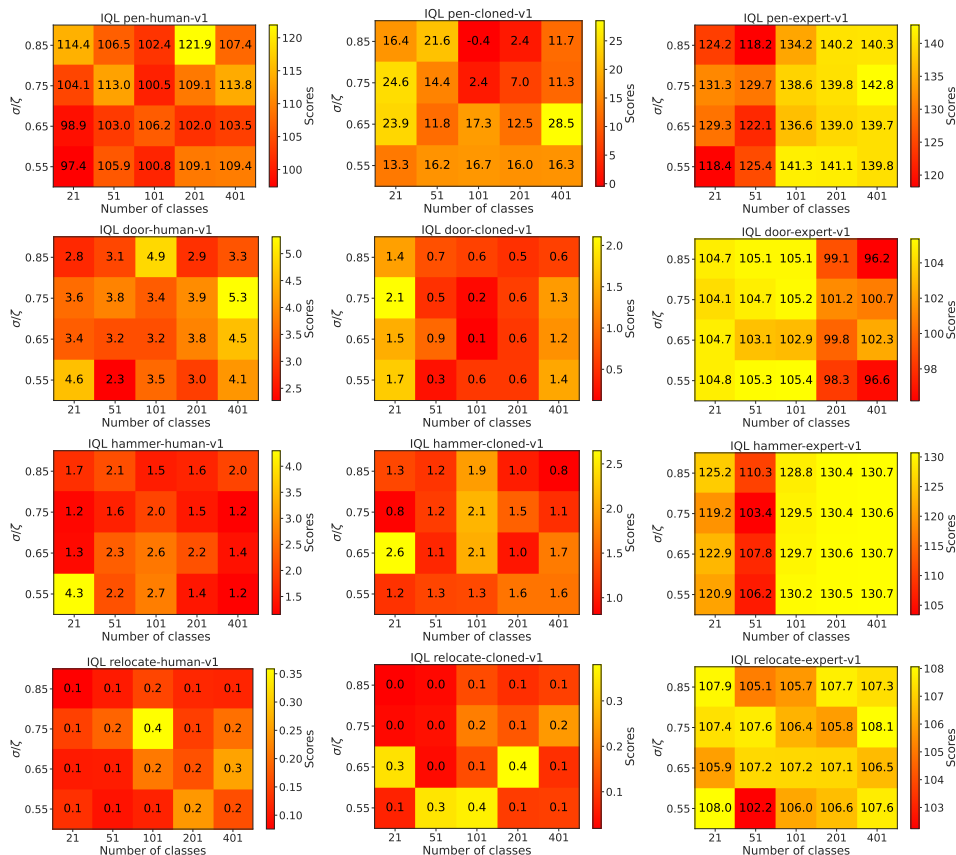 IQL pen-human-v1
0.85 114.4 106.5 102.4 121.9 107.4
0.75 104.1 113.0 100.5 109.1 113.8
0.65 98.9 103.0 106.2 102.0 103.5
0.55 97.4 105.9 100.8 109.1 109.4
21 51 101 201 401
Number of classes
σ/ζ
120
115
110
105
100
Scores
IQL pen-cloned-v1
16.4 21.6 -0.4 2.4 11.7
24.6 14.4 2.4 7.0 11.3
23.9 11.8 17.3 12.5 28.5
13.3 16.2 16.7 16.0 16.3
21 51 101 201 401
Number of classes
25
20
15
10
5
0
Scores
IQL pen-expert-v1
124.2 118.2 134.2 140.2 140.3
131.3 129.7 138.6 139.8 142.8
129.3 122.1 136.6 139.0 139.7
118.4 125.4 141.3 141.1 139.8
21 51 101 201 401
Number of classes
140
135
130
125
120
Scores
IQL door-human-v1
0.85 2.8 3.1 4.9 2.9 3.3
0.75 3.6 3.8 3.4 3.9 5.3
0.65 3.4 3.2 3.2 3.8 4.5
0.55 4.6 2.3 3.5 3.0 4.1
21 51 101 201 401
Number of classes
σ/ζ
5.0
4.5
4.0
3.5
3.0
2.5
Scores
IQL door-cloned-v1
1.4 0.7 0.6 0.5 0.6
2.1 0.5 0.2 0.6 1.3
1.5 0.9 0.1 0.6 1.2
1.7 0.3 0.6 0.6 1.4
21 51 101 201 401
Number of classes
2.0
1.5
1.0
0.5
Scores
IQL door-expert-v1
0.85 104.7 105.1 105.1 99.1 96.2
0.75 104.1 104.7 105.2 101.2 100.7
0.65 104.7 103.1 102.9 99.8 102.3
0.55 104.8 105.3 105.4 98.3 96.6
21 51 101 201 401
Number of classes
σ/ζ
104
102
100
98
Scores
IQL hammer-human-v1
0.85 1.7 2.1 1.5 1.6 2.0
0.75 1.2 1.6 2.0 1.5 1.2
0.65 1.3 2.3 2.6 2.2 1.4
0.55 4.3 2.2 2.7 1.4 1.2
21 51 101 201 401
Number of classes
σ/ζ
4.0
3.5
3.0
2.5
2.0
1.5
Scores
IQL hammer-cloned-v1
0.85 1.3 1.2 1.9 1.0 0.8
0.75 0.8 1.2 2.1 1.5 1.1
0.65 2.6 1.1 2.1 1.0 1.7
0.55 1.2 1.3 1.3 1.6 1.6
21 51 101 201 401
Number of classes
σ/ζ
2.5
2.0
1.5
1.0
Scores
IQL hammer-expert-v1
0.85 125.2 110.3 128.8 130.4 130.7
0.75 119.2 103.4 129.5 130.4 130.6
0.65 122.9 107.8 129.7 130.6 130.7
0.55 120.9 106.2 130.2 130.5 130.7
21 51 101 201 401
Number of classes
σ/ζ
130
125
120
115
110
105
Scores
IQL relocate-human-v1
0.85 0.1 0.1 0.2 0.1 0.1
0.75 0.1 0.2 0.4 0.1 0.2
0.65 0.1 0.1 0.2 0.2 0.3
0.55 0.1 0.1 0.1 0.2 0.2
21 51 101 201 401
Number of classes
σ/ζ
0.35
0.30
0.25
0.20
0.15
0.10
Scores
IQL relocate-cloned-v1
0.85 0.0 0.0 0.1 0.1 0.1
0.75 0.0 0.0 0.2 0.1 0.2
0.65 0.3 0.0 0.1 0.4 0.1
0.55 0.1 0.3 0.4 0.1 0.1
21 51 101 201 401
Number of classes
σ/ζ
0.3
0.2
0.1
Scores
IQL relocate-expert-v1
0.85 107.9 105.1 105.7 107.7 107.3
0.75 107.4 107.6 106.4 105.8 108.1
0.65 105.9 107.2 107.2 107.1 106.5
0.55 108.0 102.2 106.0 106.6 107.6
21 51 101 201 401
Number of classes
σ/ζ
108
107
106
105
104
103
Scores